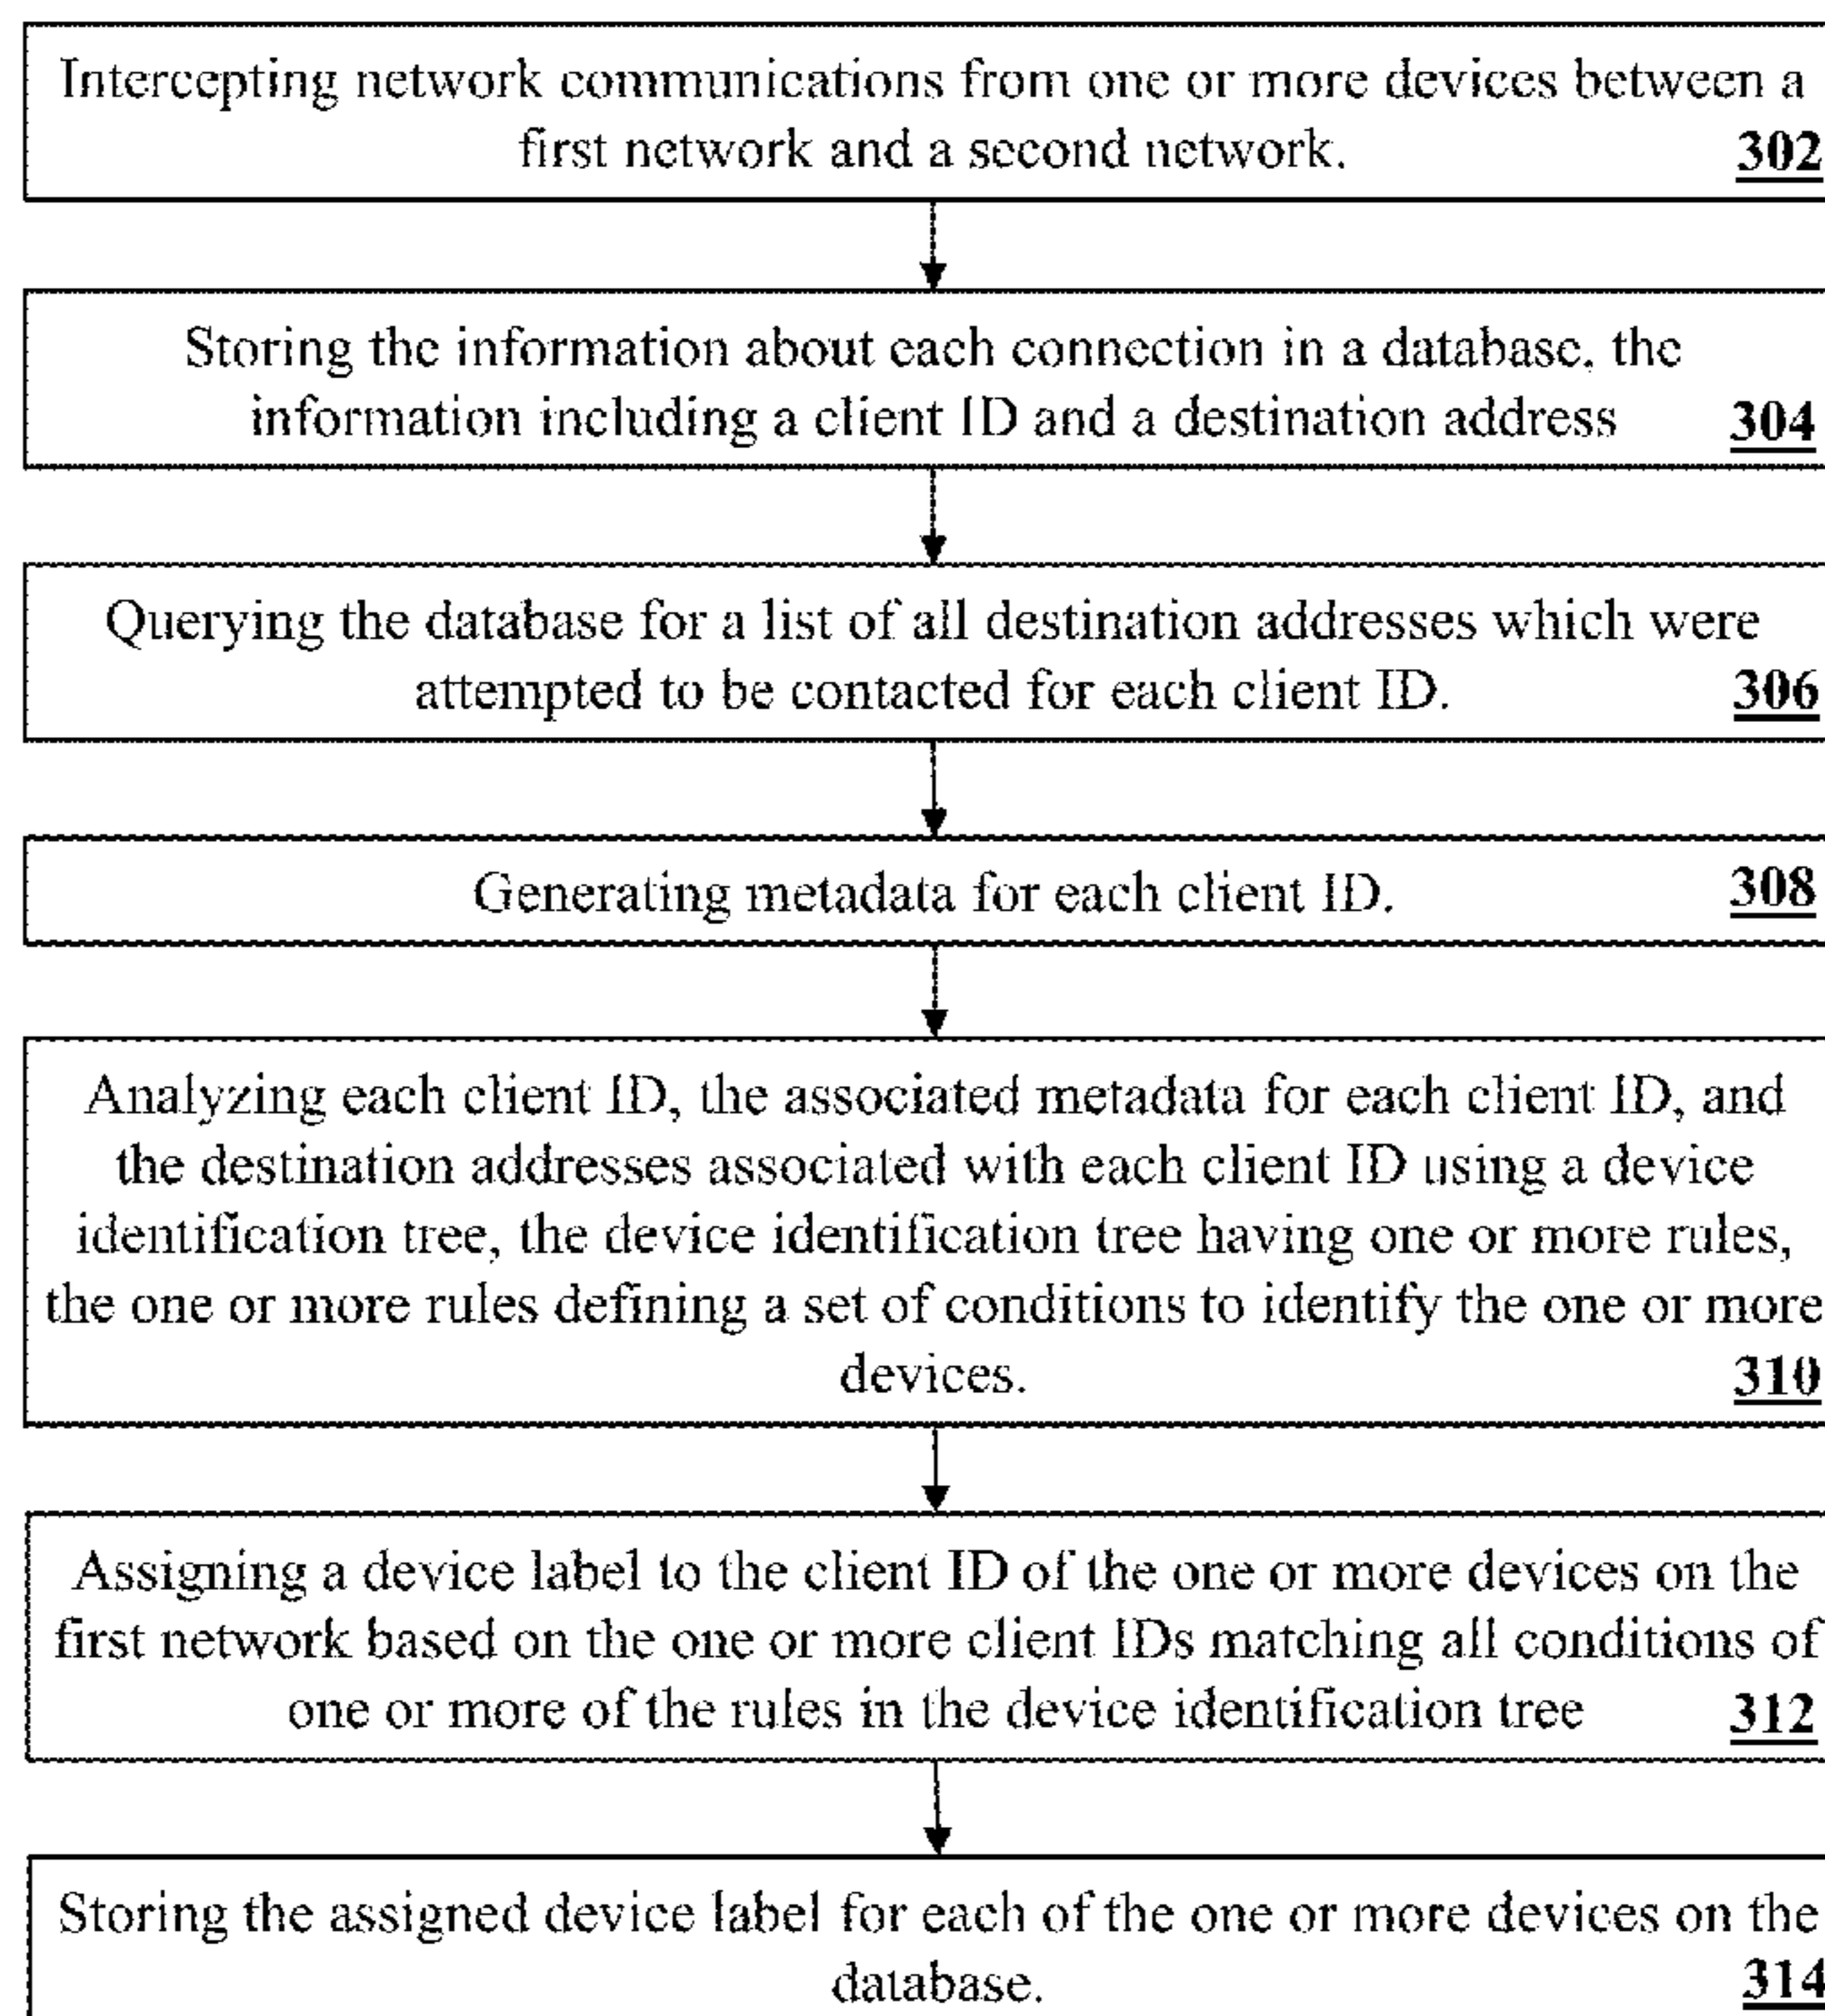 Intercepting network communications from one or more devices between a
first network and a second network. 302
Storing the information about each connection in a database, the
information including a client ID and a destination address 304
Querying the database for a list of all destination addresses which were
attempted to be contacted for each client ID. 306
Generating metadata for each client ID. 308
Analyzing each client ID, the associated metadata for each client ID, and
the destination addresses associated with each client ID using a device
identification tree, the device identification tree having one or more rules,
the one or more rules defining a set of conditions to identify the one or more
devices. 310
Assigning a device label to the client ID of the one or more devices on the
first network based on the one or more client IDs matching all conditions of
one or more of the rules in the device identification tree 312
Storing the assigned device label for each of the one or more devices on the
database. 314